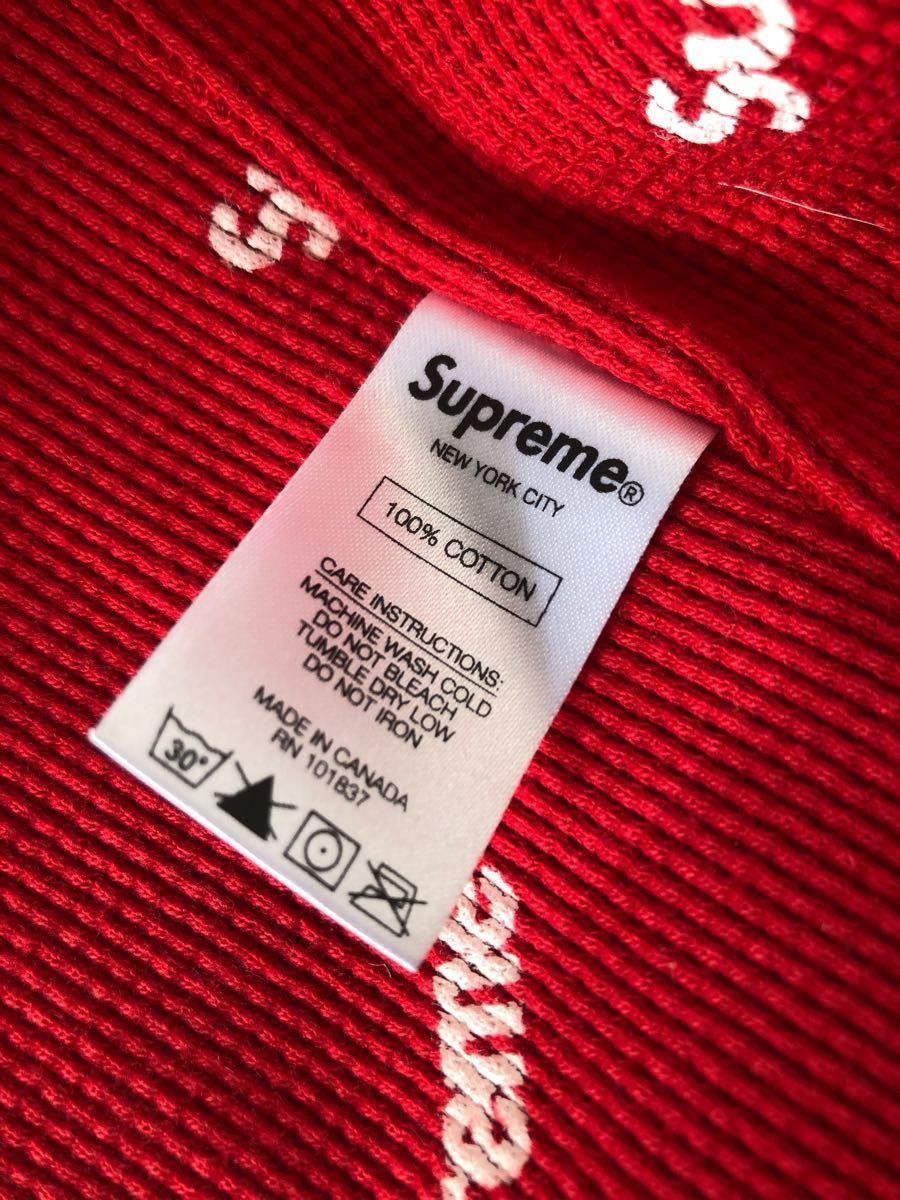 Supreme®
NEW YORK CITY
100% COTTON
CARE INSTRUCTIONS:
MACHINE WASH COLD
DO NOT BLEACH
TUMBLE DRY LOW
DO NOT IRON
MADE IN CANADA
RN 101837
30°